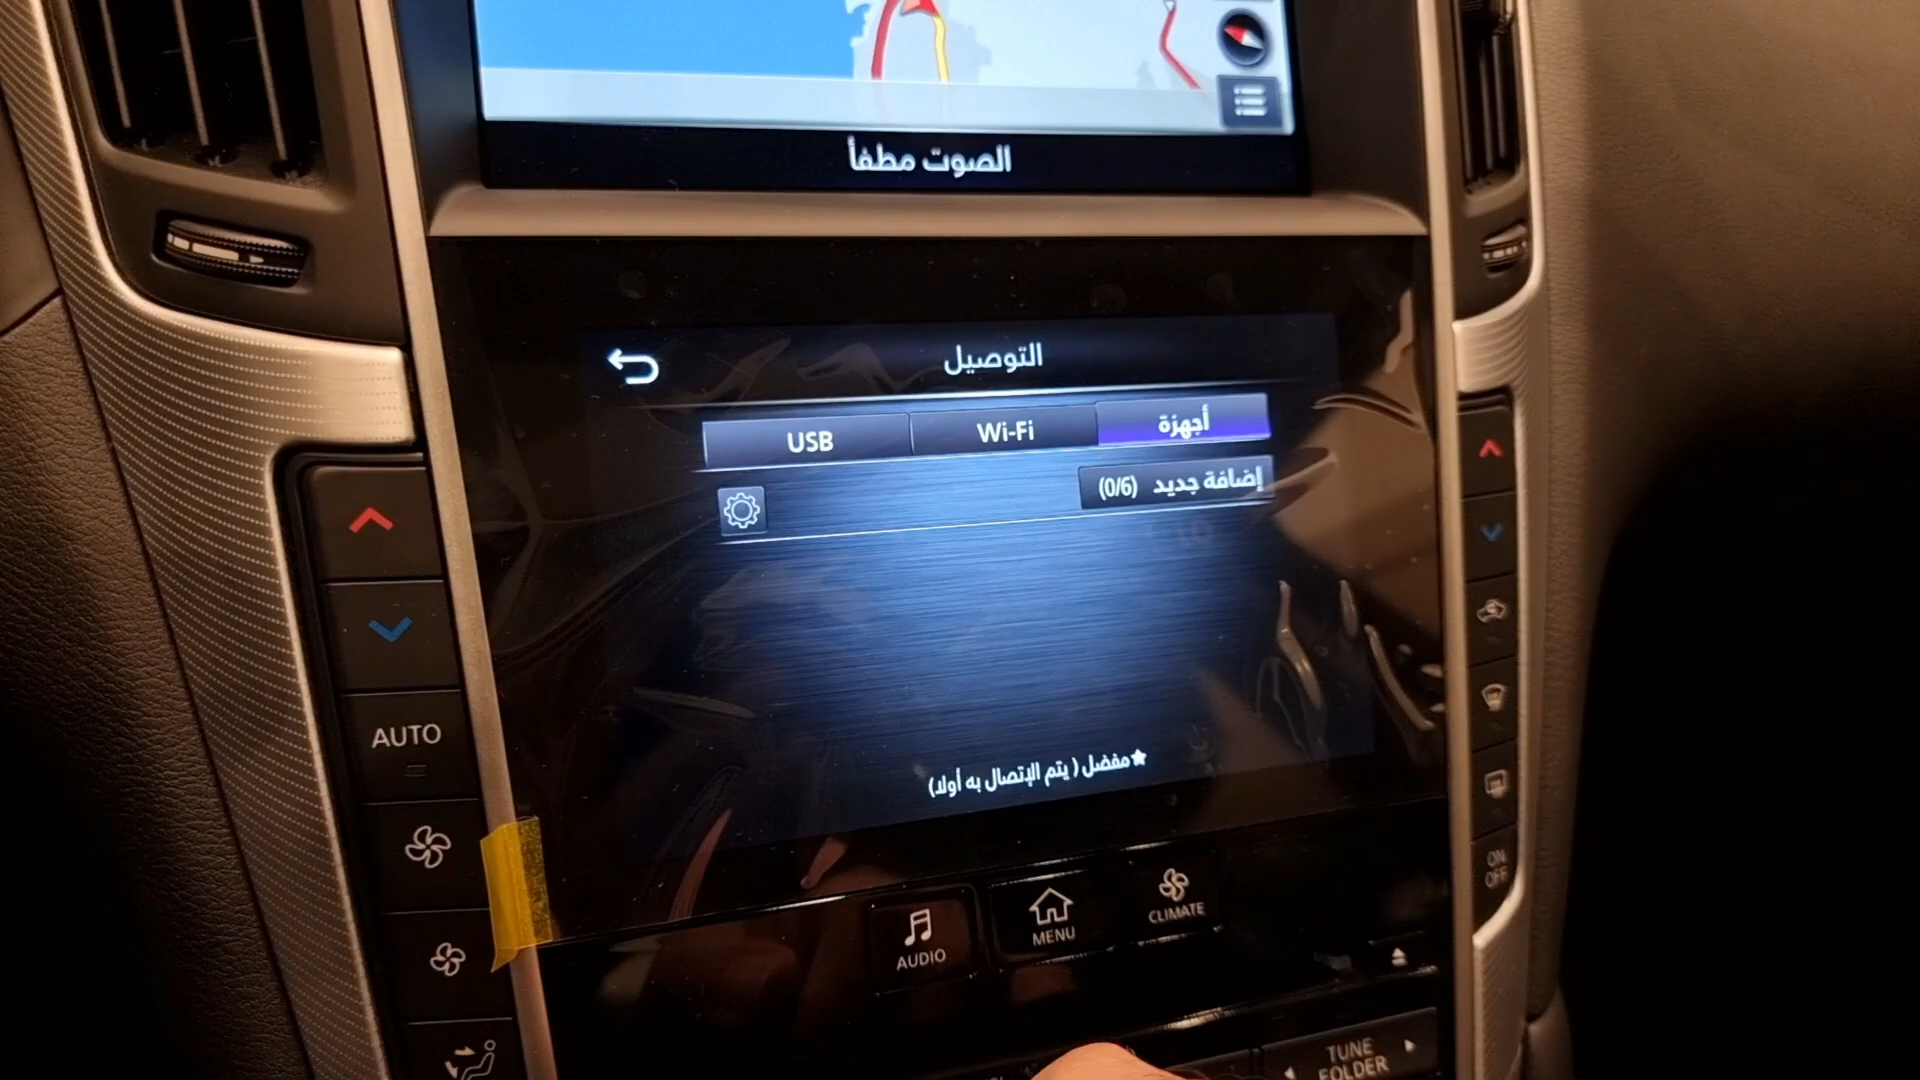 الصوت مطفأ
التوصيل
أجهزة Wi-Fi USB
إضافة جديد (0/6)
★مفضل ( يتم الإتصال به أولا)
AUTO
ON
OFF
AUDIO
MENU
CLIMATE
TUNE
FOLDER